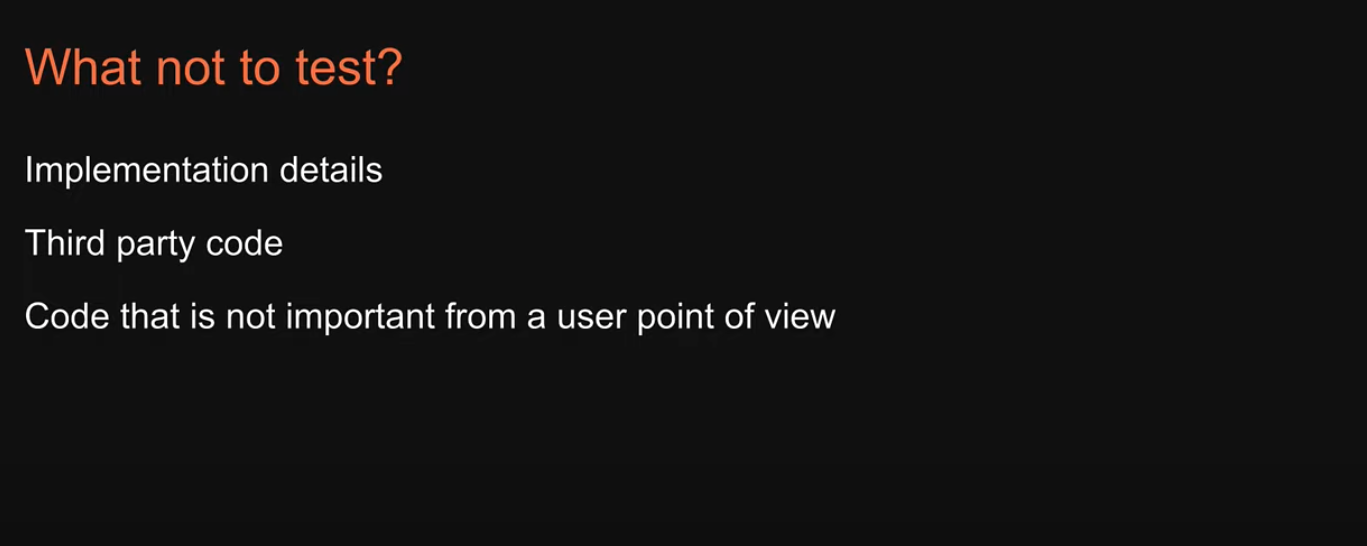 What not to test?
Implementation details
Third party code
Code that is not important from a user point of view